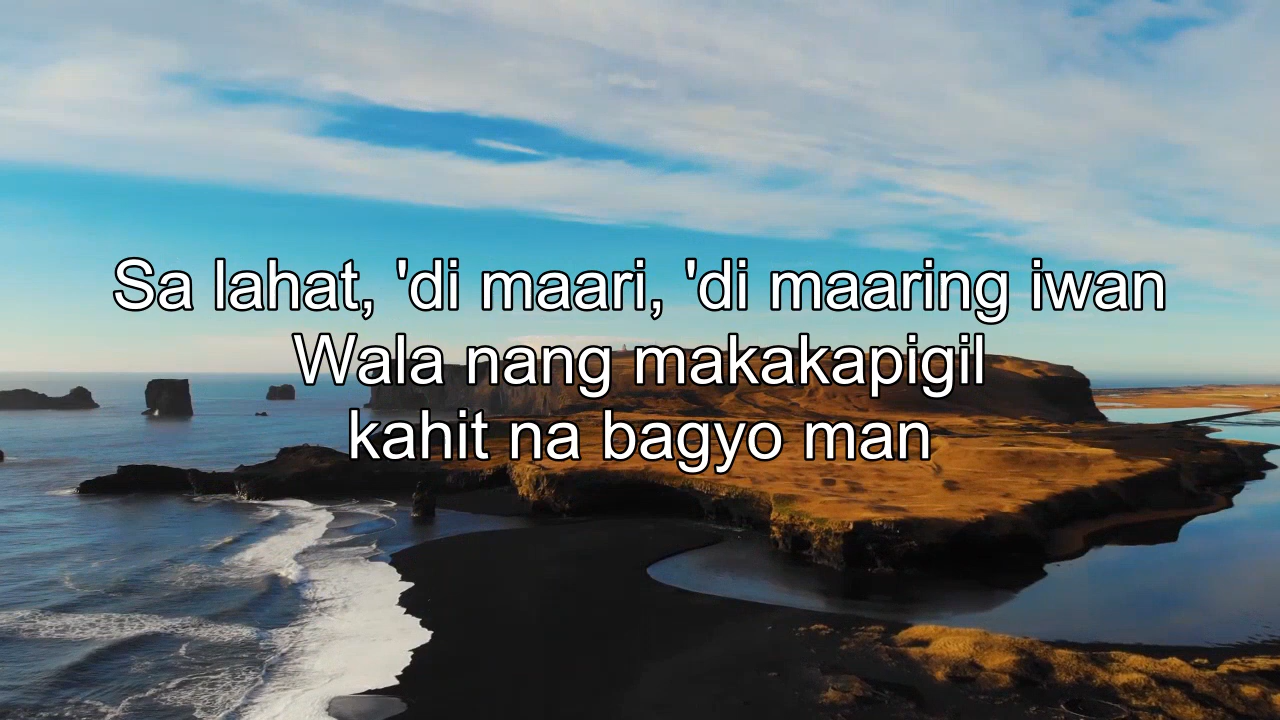 Sa lahat, 'di maari, 'di maaring iwan
Wala nang makakapigil
kahit na bagyo man